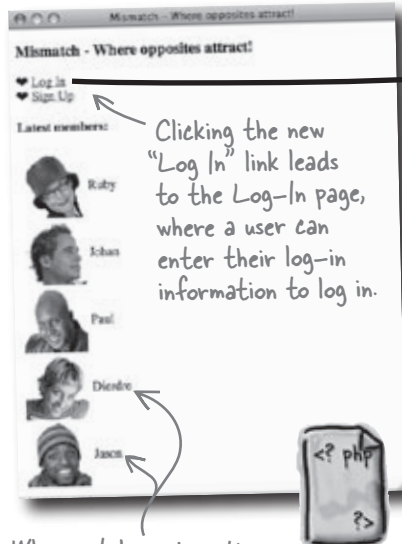 Mismatch - Where opposites attract!
Mismatch - Where opposites attract!
❤ Log In
❤ Sign Up
Latest members:
Ruby
Johan
Paul
Dierdre
Jason
Clicking the new
"Log In" link leads
to the Log-In page,
where a user can
enter their log-in
information to log in.
<? php
?>